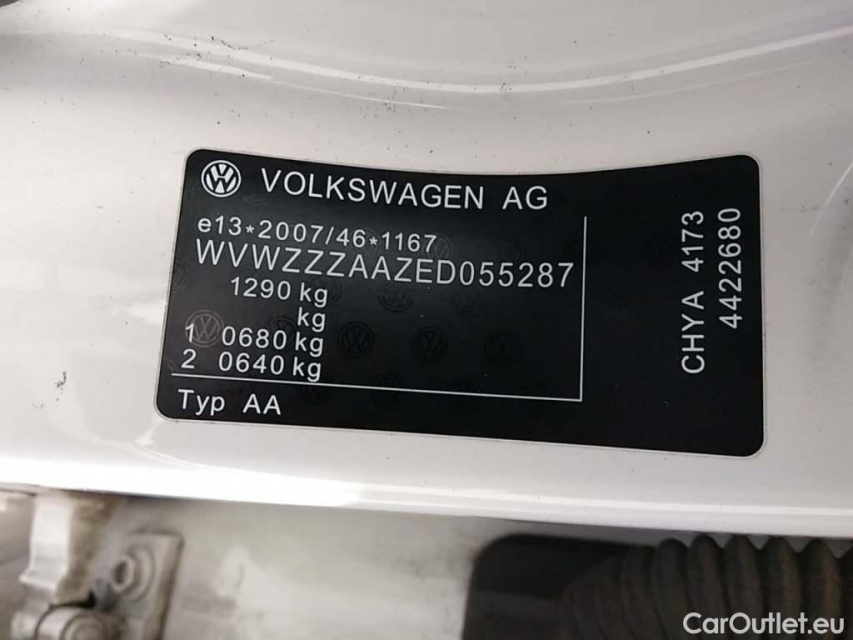 VOLKSWAGEN AG
e13*2007/46*1167
WVWZZZAAZED055287
1290 kg
kg
1 0680 kg
2 0640 kg
Typ AA
CHYA 4173
4422680
CarOutlet.eu